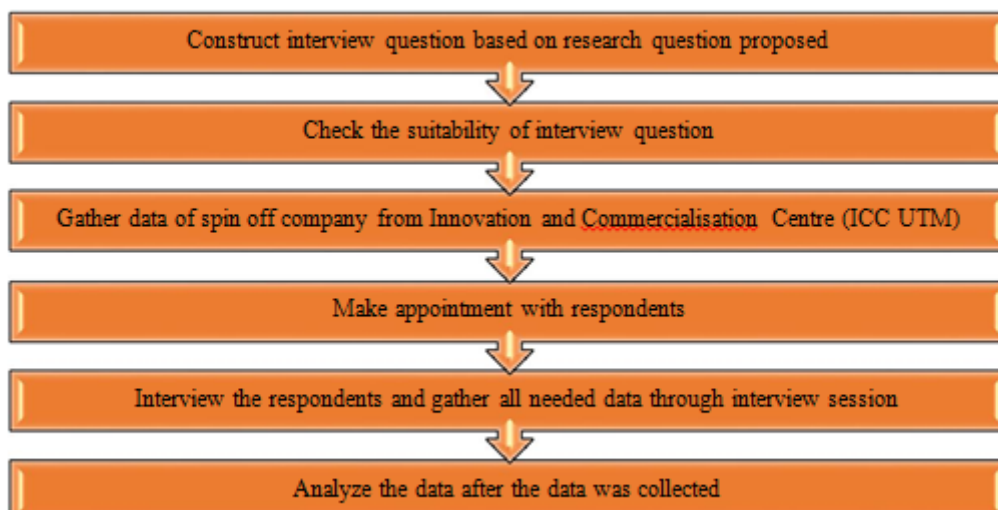 Construct interview question based on research question proposed
Check the suitability of interview question
Gather data of spin off company from Innovation and Commercialisation Centre (ICC UTM)
Make appointment with respondents
Interview the respondents and gather all needed data through interview session
Analyze the data after the data was collected